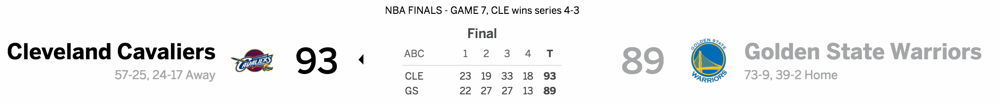 NBA FINALS - GAME 7, CLE wins series 4-3
Cleveland Cavaliers
57-25, 24-17 Away
CLEVELAND
CAVALIERS
93
Final
ABC 1 2 3 4 T
CLE 23 19 33 18 93
GS 22 27 27 13 89
89
GOLDEN STATE
WARRIORS
Golden State Warriors
73-9, 39-2 Home